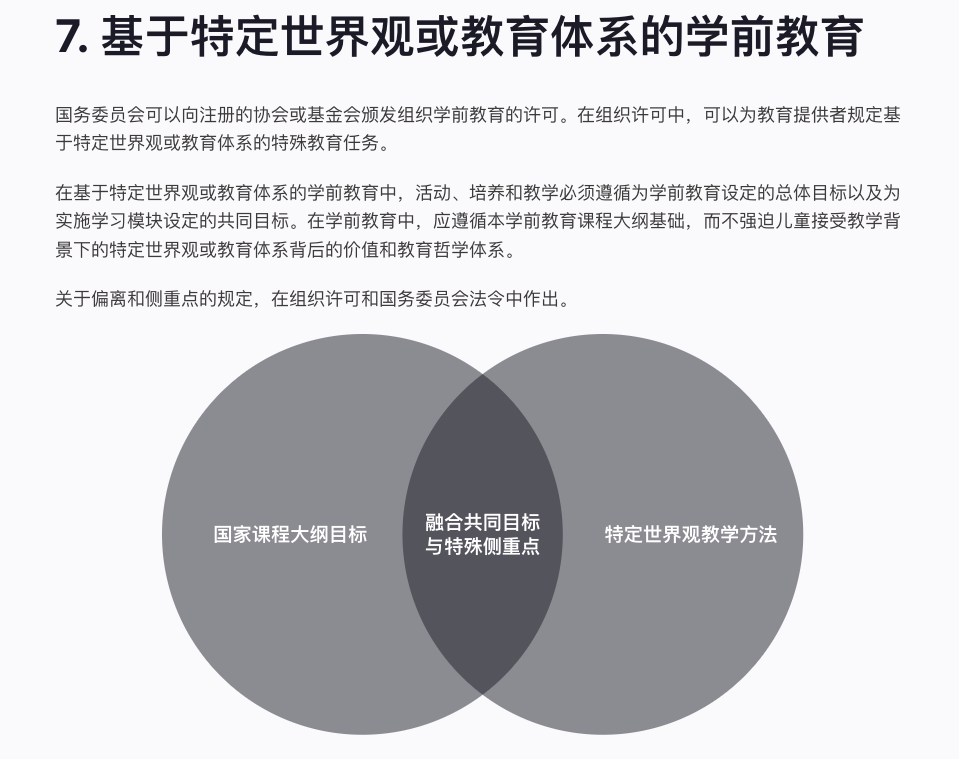 7. 基于特定世界观或教育体系的学前教育
国务委员会可以向注册的协会或基金会颁发组织学前教育的许可。在组织许可中，可以为教育提供者规定基
于特定世界观或教育体系的特殊教育任务。
在基于特定世界观或教育体系的学前教育中，活动、培养和教学必须遵循为学前教育设定的总体目标以及为
实施学习模块设定的共同目标。在学前教育中，应遵循本学前教育课程大纲基础，而不强迫儿童接受教学背
景下的特定世界观或教育体系背后的价值和教育哲学体系。
关于偏离和侧重点的规定，在组织许可和国务委员会法令中作出。
国家课程大纲目标
融合共同目标
与特殊侧重点
特定世界观教学方法